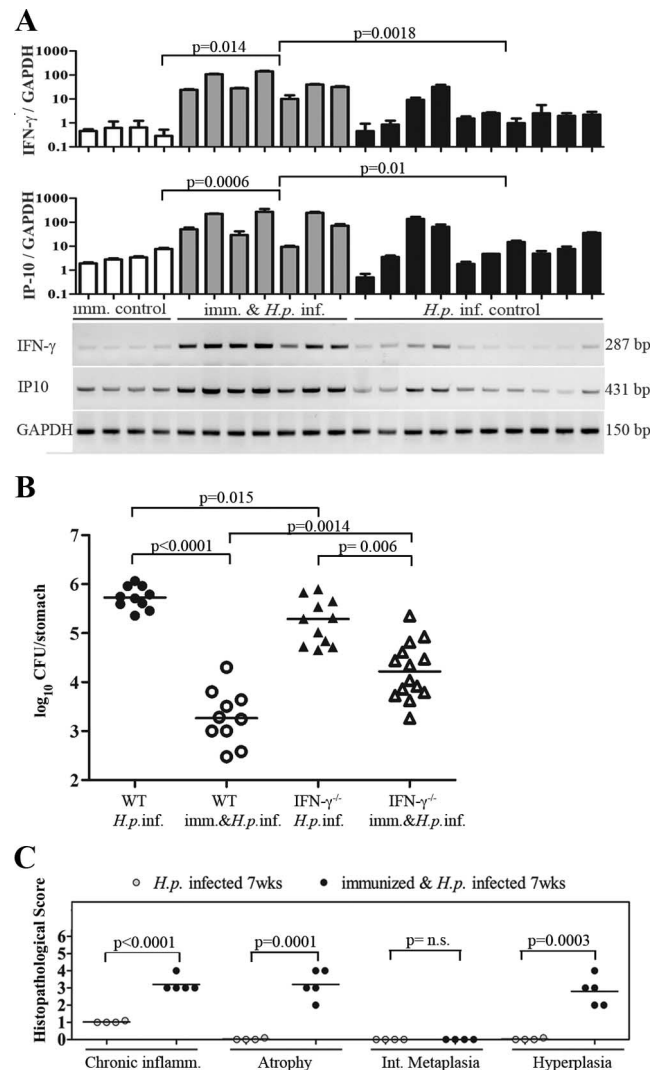 A
p=0.014
p=0.0018
IFN-γ / GAPDH
1000
100
10
1
0.1
p=0.0006
p=0.01
IP-10 / GAPDH
1000
100
10
1
0.1
imm. control
imm. & H.p. inf.
H.p. inf. control
IFN-γ
287 bp
IP10
431 bp
GAPDH
150 bp
B
p=0.015
p=0.0014
p<0.0001
p= 0.006
log10 CFU/stomach
7
6
5
4
3
2
WT
H.p.inf.
WT
imm.&H.p.inf.
IFN-γ-/-
H.p.inf.
IFN-γ-/-
imm.&H.p.inf.
C
H.p. infected 7wks
immunized & H.p. infected 7wks
Histopathological Score
6
5
4
3
2
1
0
p<0.0001
p=0.0001
p= n.s.
p=0.0003
Chronic inflamm.
Atrophy
Int. Metaplasia
Hyperplasia